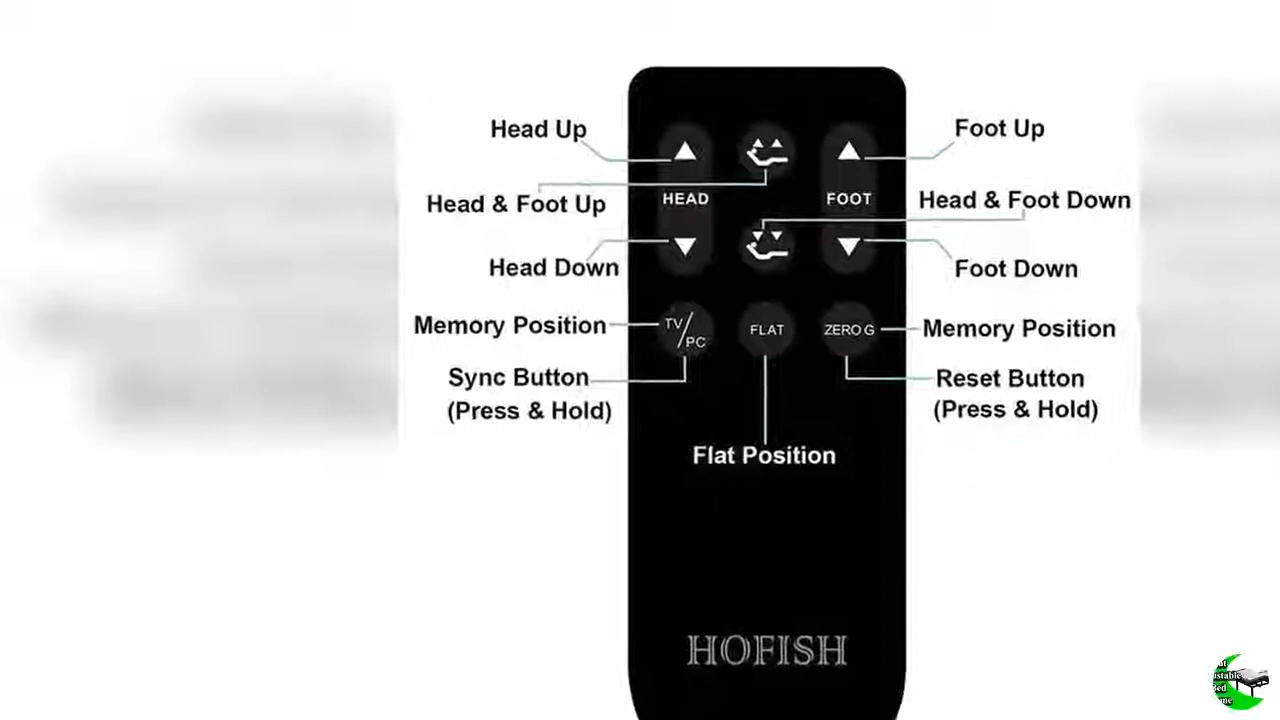 Head Up
Foot Up
Head & Foot Up
HEAD
FOOT
Head & Foot Down
Head Down
Foot Down
Memory Position
TV/PC
FLAT
ZERO G
Memory Position
Sync Button
(Press & Hold)
Reset Button
(Press & Hold)
Flat Position
HOFISH